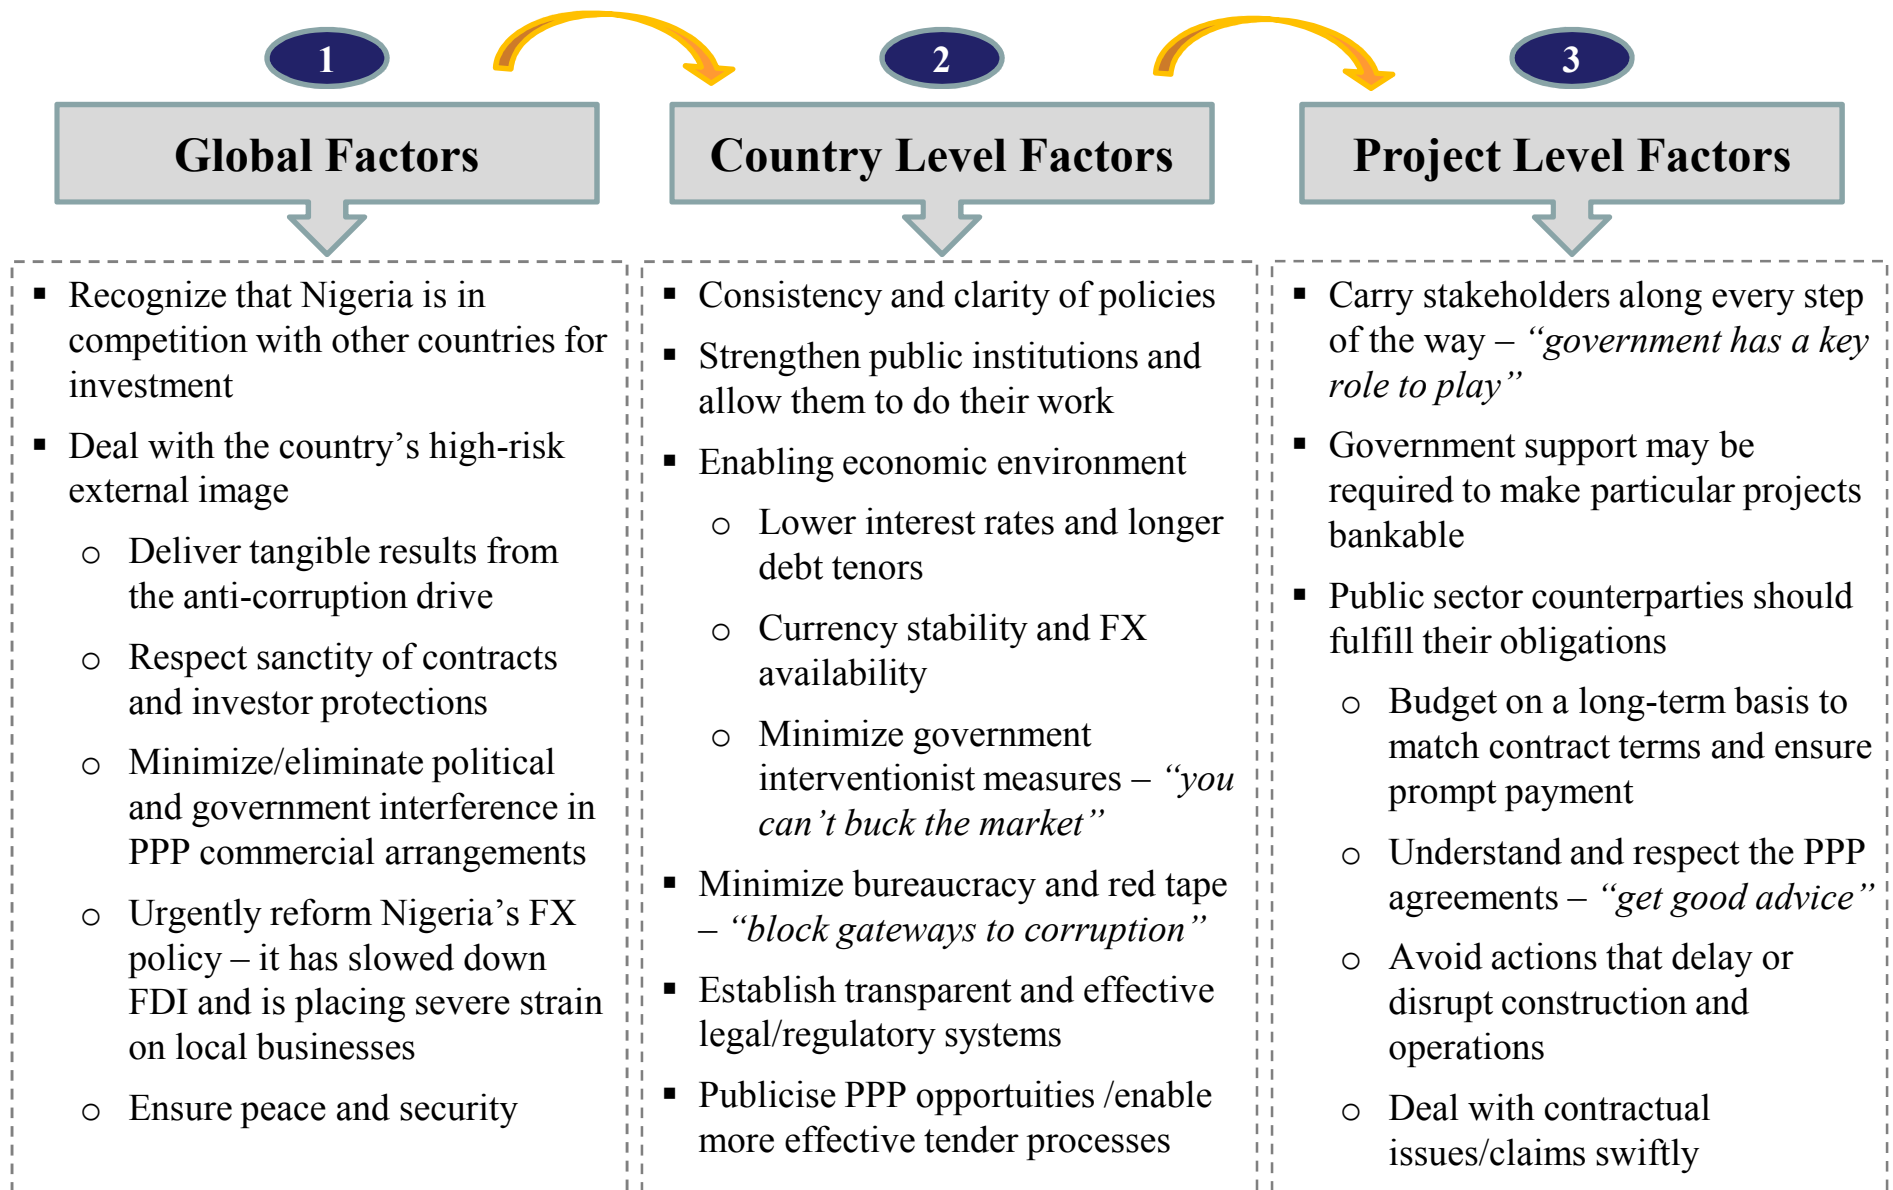 1
Global Factors
▪ Recognize that Nigeria is in
competition with other countries for
investment
▪ Deal with the country’s high-risk
external image
o Deliver tangible results from
the anti-corruption drive
o Respect sanctity of contracts
and investor protections
o Minimize/eliminate political
and government interference in
PPP commercial arrangements
o Urgently reform Nigeria’s FX
policy – it has slowed down
FDI and is placing severe strain
on local businesses
o Ensure peace and security
2
Country Level Factors
▪ Consistency and clarity of policies
▪ Strengthen public institutions and
allow them to do their work
▪ Enabling economic environment
o Lower interest rates and longer
debt tenors
o Currency stability and FX
availability
o Minimize government
interventionist measures – “you
can’t buck the market”
▪ Minimize bureaucracy and red tape
– “block gateways to corruption”
▪ Establish transparent and effective
legal/regulatory systems
▪ Publicise PPP opportunities /enable
more effective tender processes
3
Project Level Factors
▪ Carry stakeholders along every step
of the way – “government has a key
role to play”
▪ Government support may be
required to make particular projects
bankable
▪ Public sector counterparties should
fulfill their obligations
o Budget on a long-term basis to
match contract terms and ensure
prompt payment
o Understand and respect the PPP
agreements – “get good advice”
o Avoid actions that delay or
disrupt construction and
operations
o Deal with contractual
issues/claims swiftly